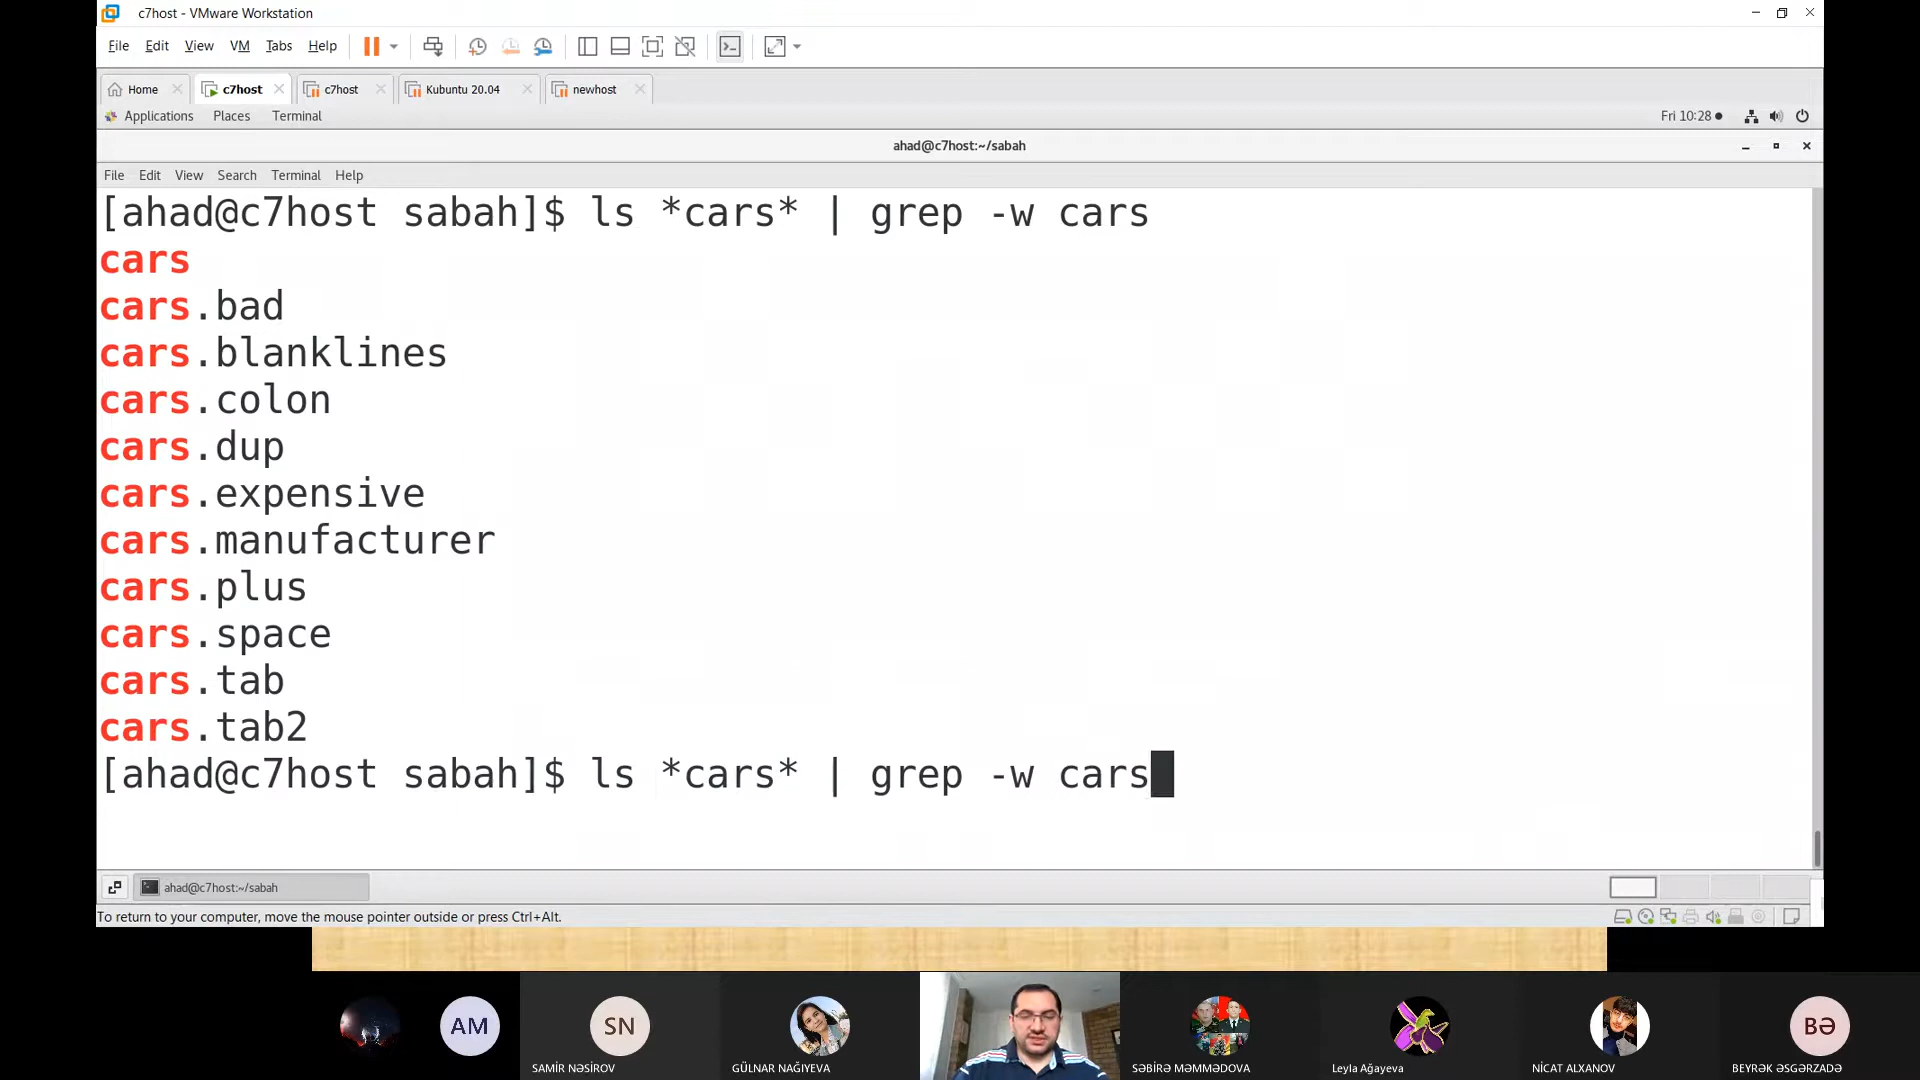 c7host - VMware Workstation
File Edit View VM Tabs Help
Home c7host c7host Kubuntu 20.04 newhost
Applications Places Terminal Fri 10:28
ahad@c7host:~/sabah
File Edit View Search Terminal Help
[ahad@c7host sabah]$ ls *cars* | grep -w cars
cars
cars.bad
cars.blanklines
cars.colon
cars.dup
cars.expensive
cars.manufacturer
cars.plus
cars.space
cars.tab
cars.tab2
[ahad@c7host sabah]$ ls *cars* | grep -w cars
ahad@c7host:~/sabah
To return to your computer, move the mouse pointer outside or press Ctrl+Alt.
AM SN BƏ
SAMİR NƏSİROV GÜLNAR NAĞIYEVA SƏBİRƏ MƏMMƏDOVA Leyla Ağayeva NİCAT ALXANOV BEYRƏK ƏSGƏRZADƏ